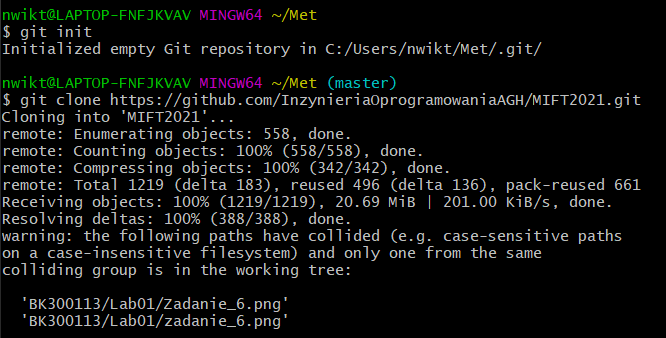 nwikt@LAPTOP-FNFJKVAV MINGW64 ~/Met
$ git init
Initialized empty Git repository in C:/Users/nwikt/Met/.git/

nwikt@LAPTOP-FNFJKVAV MINGW64 ~/Met (master)
$ git clone https://github.com/InzynieriaOprogramowaniaAGH/MIFT2021.git
Cloning into 'MIFT2021'...
remote: Enumerating objects: 558, done.
remote: Counting objects: 100% (558/558), done.
remote: Compressing objects: 100% (342/342), done.
remote: Total 1219 (delta 183), reused 496 (delta 136), pack-reused 661
Receiving objects: 100% (1219/1219), 20.69 MiB | 201.00 KiB/s, done.
Resolving deltas: 100% (388/388), done.
warning: the following paths have collided (e.g. case-sensitive paths
on a case-insensitive filesystem) and only one from the same
colliding group is in the working tree:

  'BK300113/Lab01/Zadanie_6.png'
  'BK300113/Lab01/zadanie_6.png'